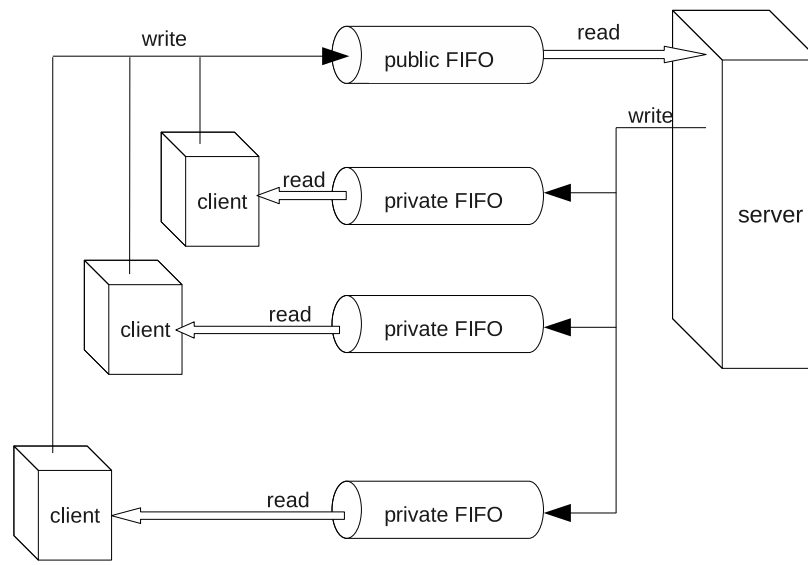 write
public FIFO
read
write
client
read
private FIFO
server
client
read
private FIFO
client
read
private FIFO